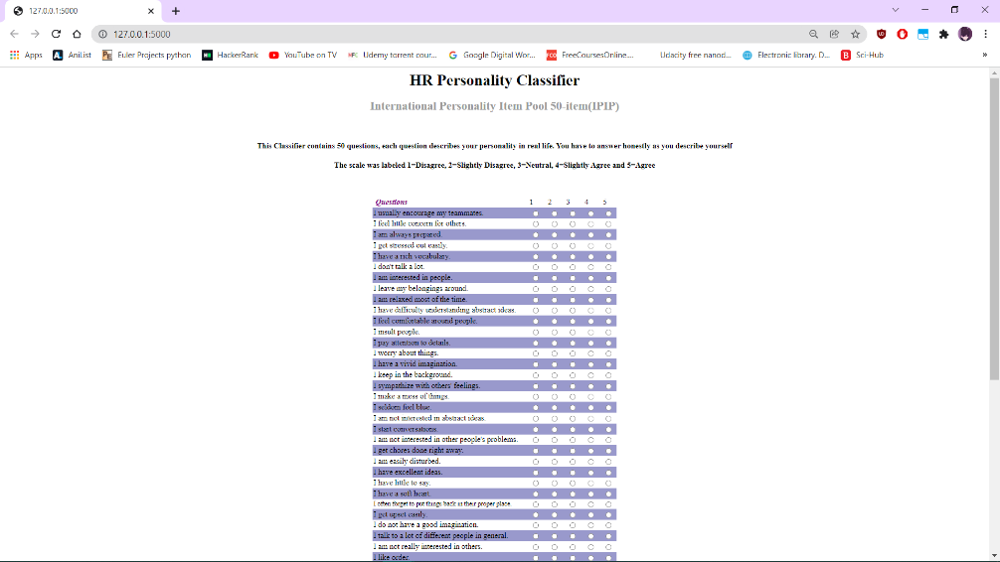 127.0.0.1:5000
127.0.0.1:5000
Apps AniList Euler Projects python HackerRank YouTube on TV Udemy torrent cour... Google Digital Wor... FreeCoursesOnline.... Udacity free nanod... Electronic library. D... Sci-Hub »
HR Personality Classifier
International Personality Item Pool 50-item(IPIP)
This Classifier contains 50 questions, each question describes your personality in real life. You have to answer honestly as you describe yourself
The scale was labeled 1=Disagree, 2=Slightly Disagree, 3=Neutral, 4=Slightly Agree and 5=Agree
Questions 1 2 3 4 5
I usually encourage my teammates.
I feel little concern for others.
I am always prepared.
I get stressed out easily.
I have a rich vocabulary.
I don't talk a lot.
I am interested in people.
I leave my belongings around.
I am relaxed most of the time.
I have difficulty understanding abstract ideas.
I feel comfortable around people.
I insult people.
I pay attention to details.
I worry about things.
I have a vivid imagination.
I keep in the background.
I sympathize with others' feelings.
I make a mess of things.
I seldom feel blue.
I am not interested in abstract ideas.
I start conversations.
I am not interested in other people's problems.
I get chores done right away.
I am easily disturbed.
I have excellent ideas.
I have little to say.
I have a soft heart.
I often forget to put things back in their proper place.
I get upset easily.
I do not have a good imagination.
I talk to a lot of different people in general.
I am not really interested in others.
I like order.